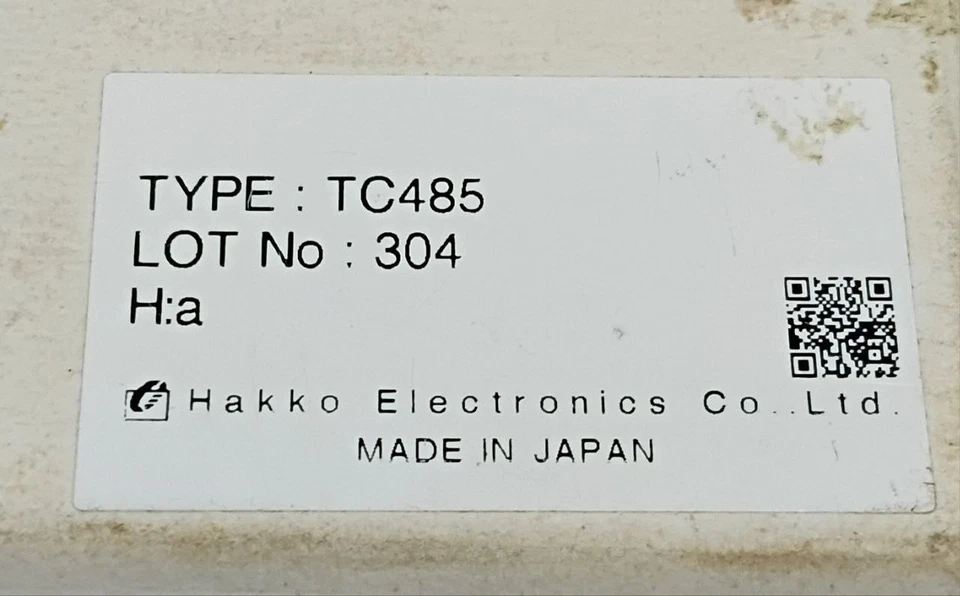 TYPE : TC485
LOT No : 304
H:a
Hakko Electronics Co..Ltd.
MADE IN JAPAN